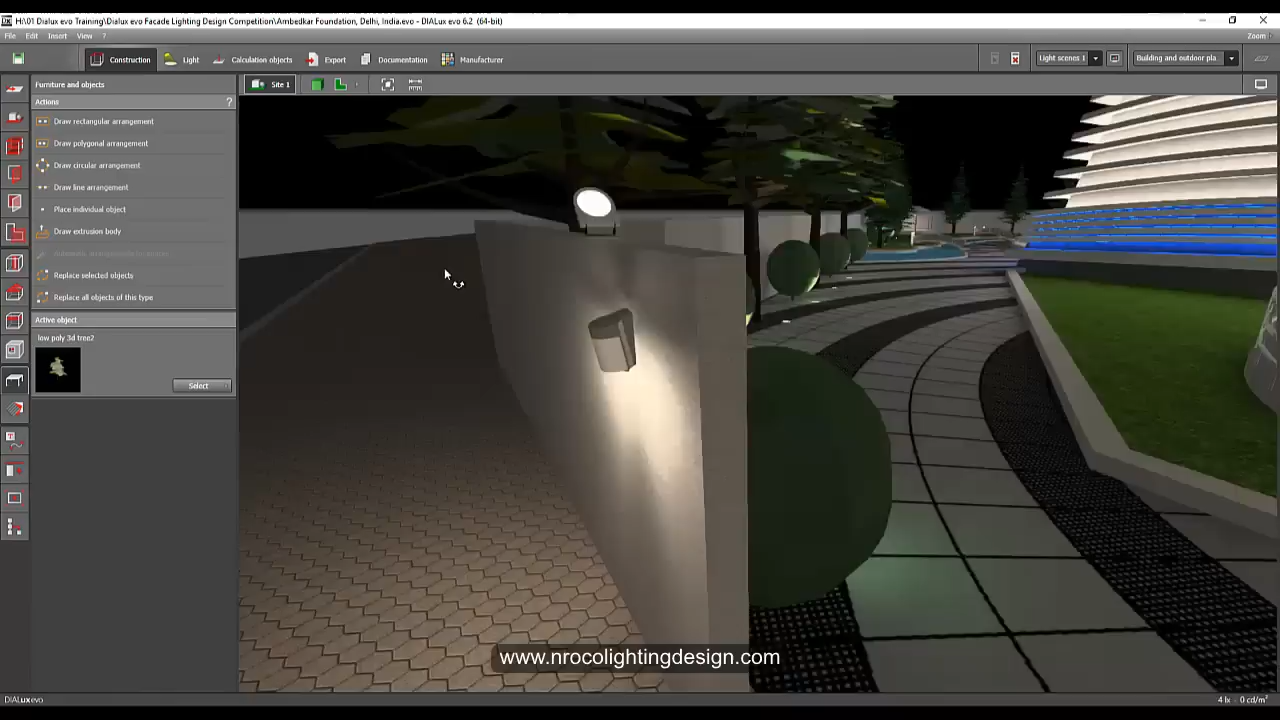 H:\01 Dialux evo Training\Dialux evo Facade Lighting Design Competition\Ambedkar Foundation, Delhi, India.evo - DIALux evo 6.2 (64-bit)
File Edit Insert View ?
Zoom
Construction Light Calculation objects Export Documentation Manufacturer
Light scenes 1
Building and outdoor pla
Furniture and objects
Site 1
Actions ?
Draw rectangular arrangement
Draw polygonal arrangement
Draw circular arrangement
Draw line arrangement
Place individual object
Draw extrusion body
Replace selected objects
Replace all objects of this type
Active object
low poly 3d tree2
Select
www.nrocolightingdesign.com
DIALux evo
4 lx - 0 cd/m²